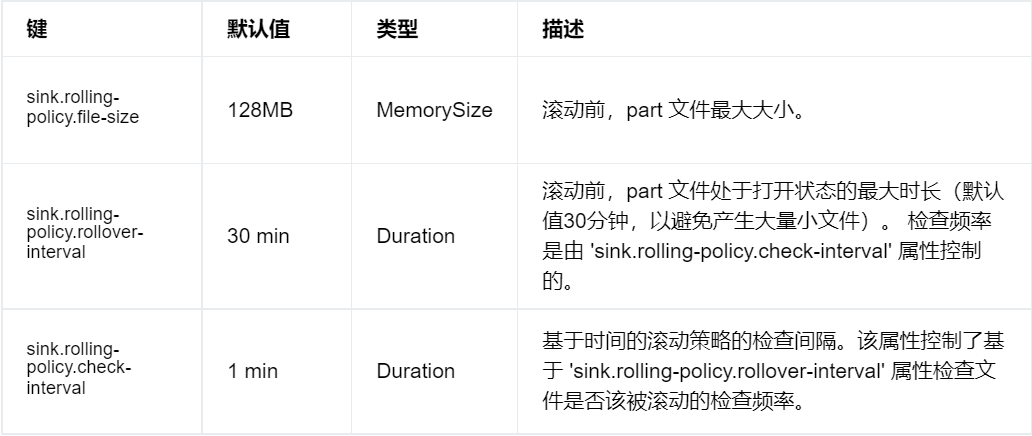 键 默认值 类型 描述
sink.rolling-
policy.file-size
128MB
MemorySize
滚动前，part 文件最大大小。
sink.rolling-
policy.rollover-
interval
30 min
Duration
滚动前，part 文件处于打开状态的最大时长（默认
值30分钟，以避免产生大量小文件）。 检查频率
是由 'sink.rolling-policy.check-interval' 属性控制
的。
sink.rolling-
policy.check-
interval
1 min
Duration
基于时间的滚动策略的检查间隔。该属性控制了基
于 'sink.rolling-policy.rollover-interval' 属性检查文
件是否该被滚动的检查频率。